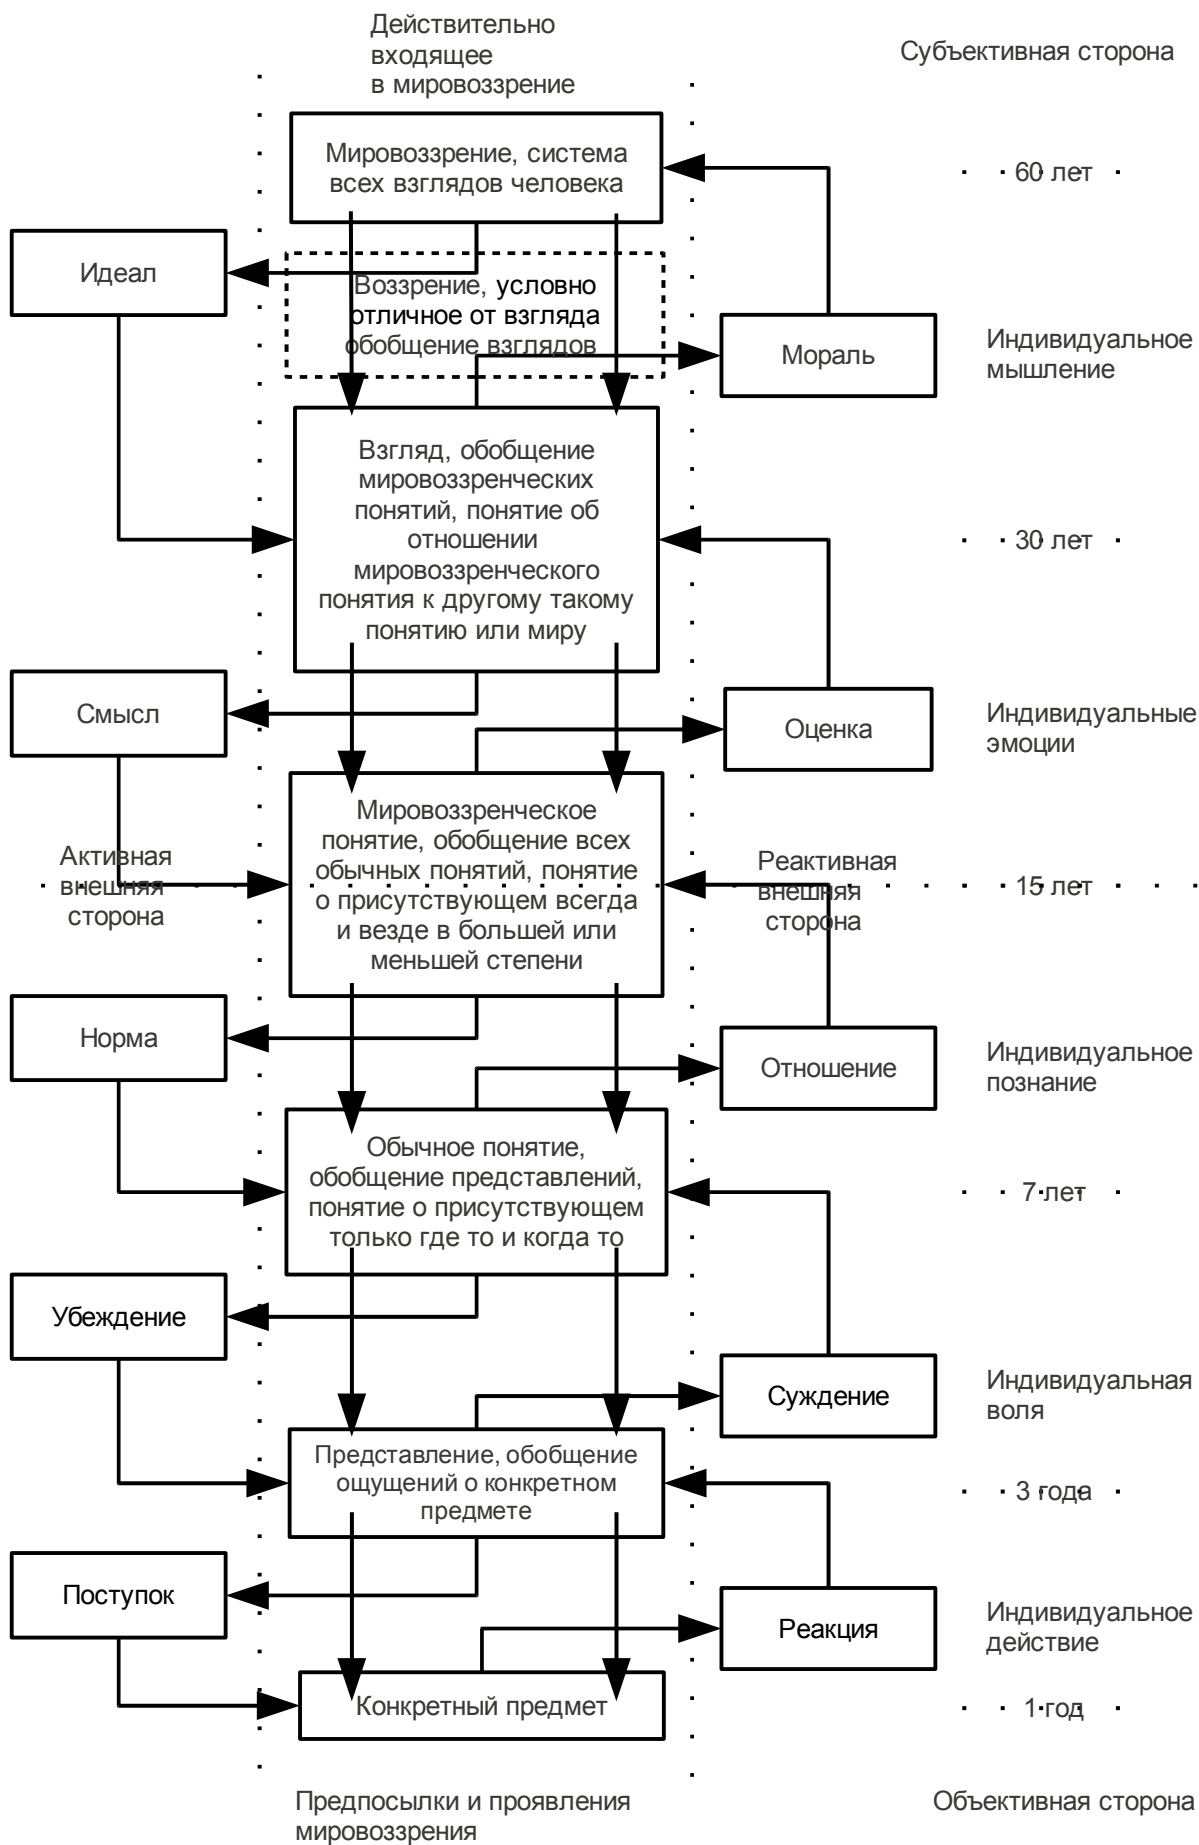 Действительно
входящее
в мировоззрение
Субъективная сторона
Мировоззрение, система
всех взглядов человека
60 лет
Идеал
Воззрение, условно
отличное от взгляда
обобщение взглядов
Мораль
Индивидуальное
мышление
Взгляд, обобщение
мировоззренческих
понятий, понятие об
отношении
мировоззренческого
понятия к другому такому
понятию или миру
30 лет
Смысл
Оценка
Индивидуальные
эмоции
Мировоззренческое
понятие, обобщение всех
обычных понятий, понятие
о присутствующем всегда
и везде в большей или
меньшей степени
Активная
внешняя
сторона
Реактивная
внешняя
сторона
15 лет
Норма
Отношение
Индивидуальное
познание
Обычное понятие,
обобщение представлений,
понятие о присутствующем
только где то и когда то
7 лет
Убеждение
Суждение
Индивидуальная
воля
Представление, обобщение
ощущений о конкретном
предмете
3 года
Поступок
Реакция
Индивидуальное
действие
Конкретный предмет
1 год
Предпосылки и проявления
мировоззрения
Объективная сторона